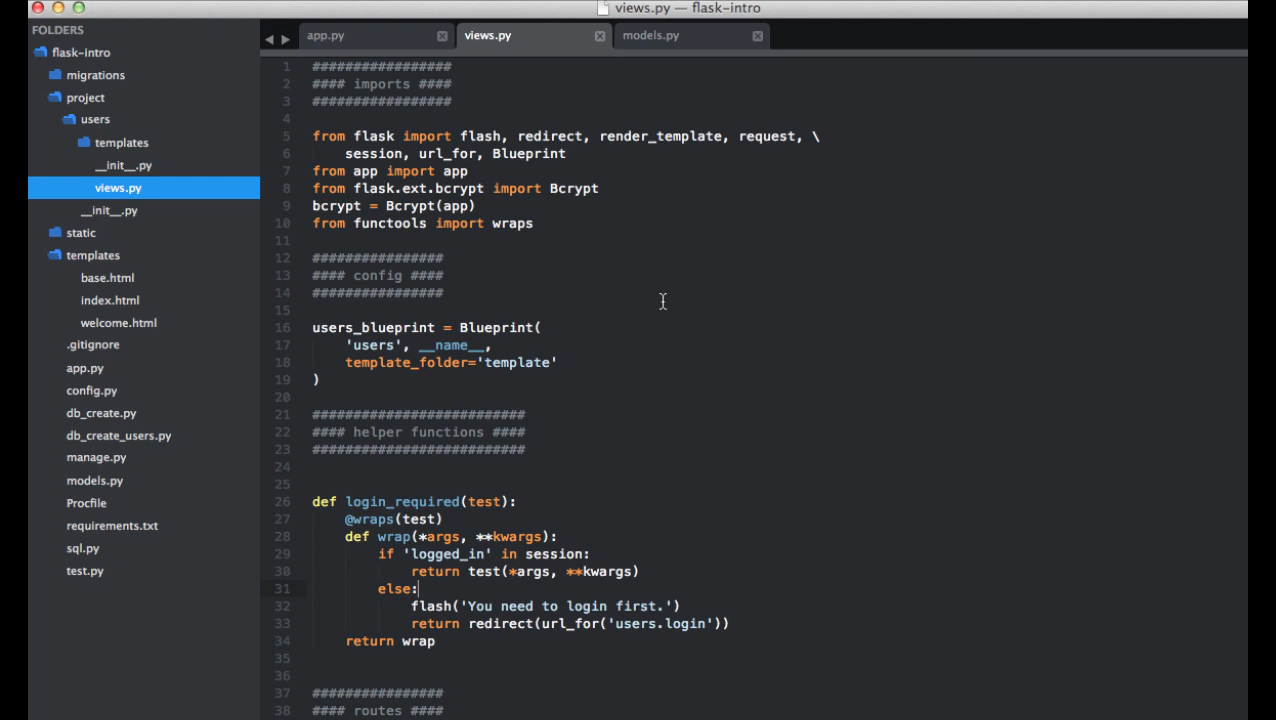 views.py — flask-intro
FOLDERS
flask-intro
migrations
project
users
templates
__init__.py
views.py
__init__.py
static
templates
base.html
index.html
welcome.html
.gitignore
app.py
config.py
db_create.py
db_create_users.py
manage.py
models.py
Procfile
requirements.txt
sql.py
test.py
app.py views.py models.py
1 #################
2 #### imports ####
3 #################
4
5 from flask import flash, redirect, render_template, request, \
6     session, url_for, Blueprint
7 from app import app
8 from flask.ext.bcrypt import Bcrypt
9 bcrypt = Bcrypt(app)
10 from functools import wraps
11
12 ################
13 #### config ####
14 ################
15
16 users_blueprint = Blueprint(
17     'users', __name__,
18     template_folder='template'
19 )
20
21 ##########################
22 #### helper functions ####
23 ##########################
24
25
26 def login_required(test):
27     @wraps(test)
28     def wrap(*args, **kwargs):
29         if 'logged_in' in session:
30             return test(*args, **kwargs)
31         else:
32             flash('You need to login first.')
33             return redirect(url_for('users.login'))
34     return wrap
35
36
37 ################
38 #### routes ####